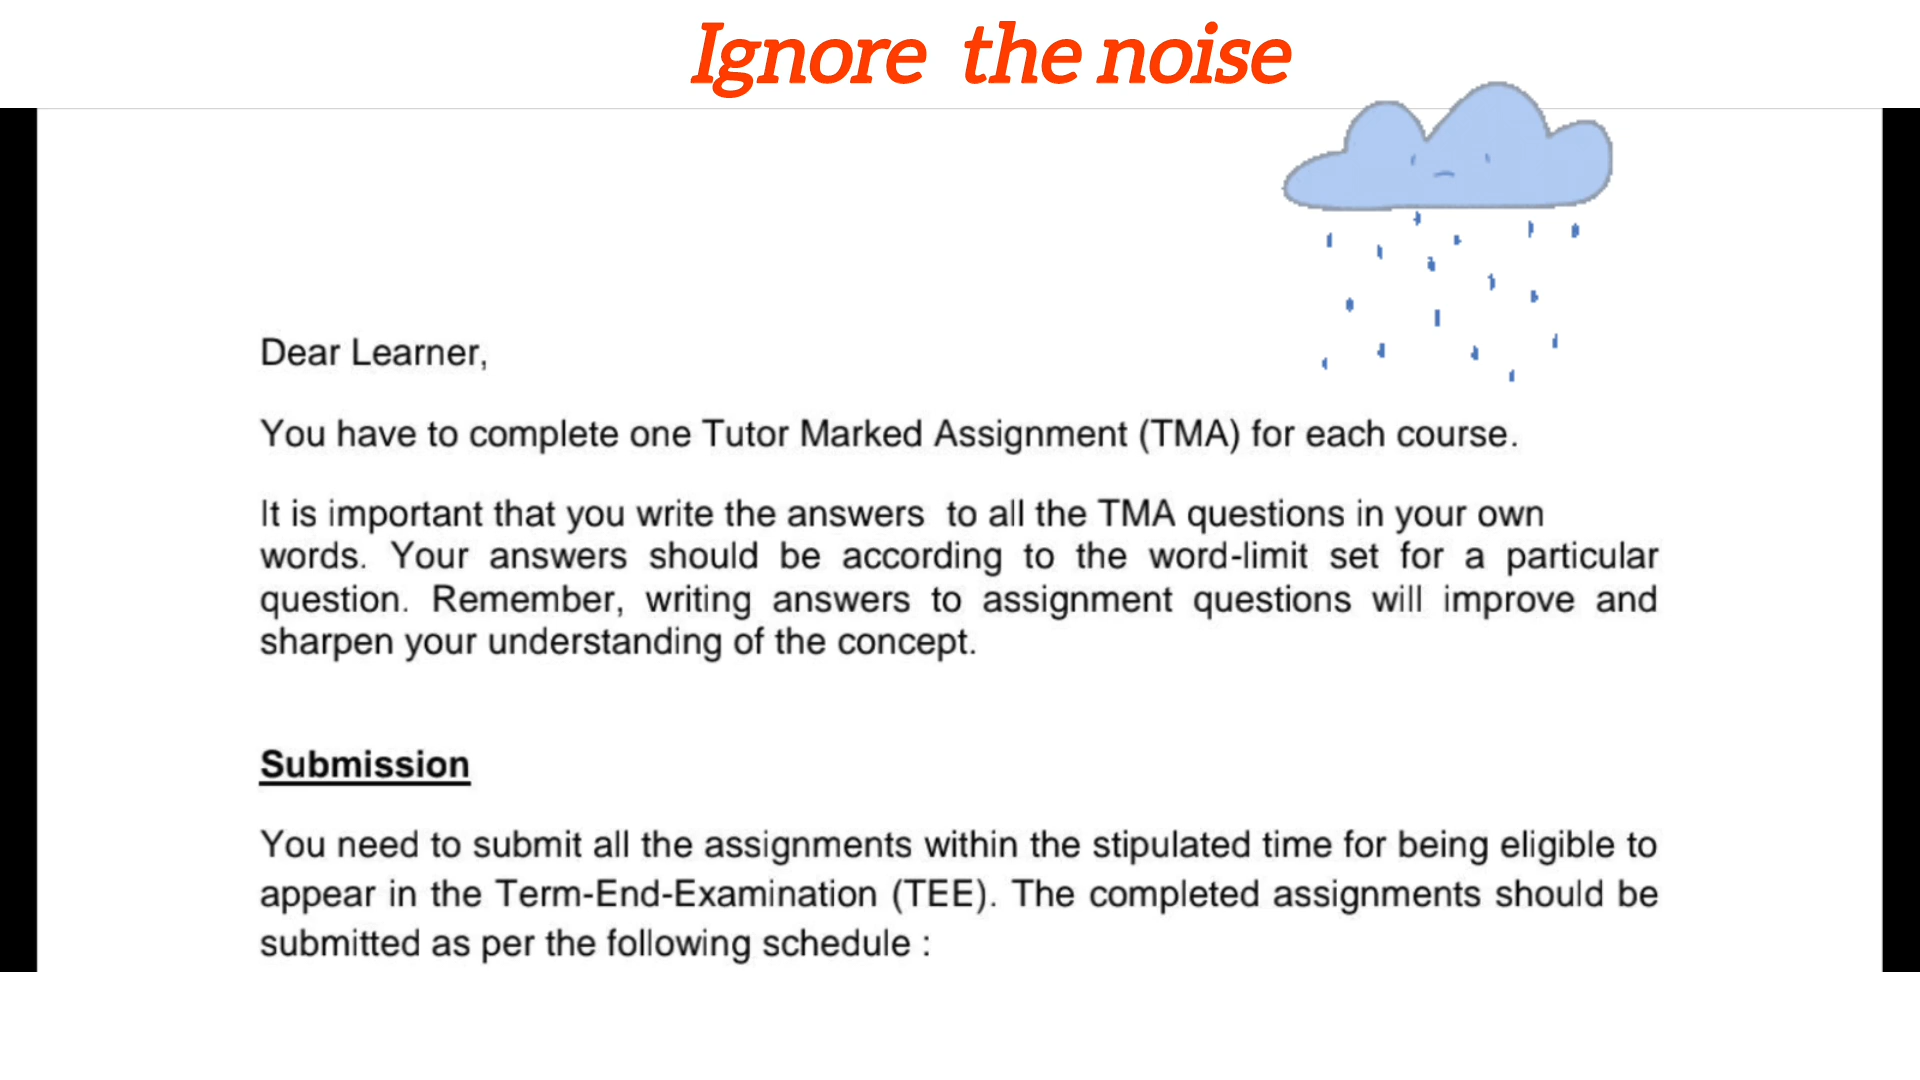 Ignore the noise
Dear Learner,
You have to complete one Tutor Marked Assignment (TMA) for each course.
It is important that you write the answers to all the TMA questions in your own
words. Your answers should be according to the word-limit set for a particular
question. Remember, writing answers to assignment questions will improve and
sharpen your understanding of the concept.
Submission
You need to submit all the assignments within the stipulated time for being eligible to
appear in the Term-End-Examination (TEE). The completed assignments should be
submitted as per the following schedule :